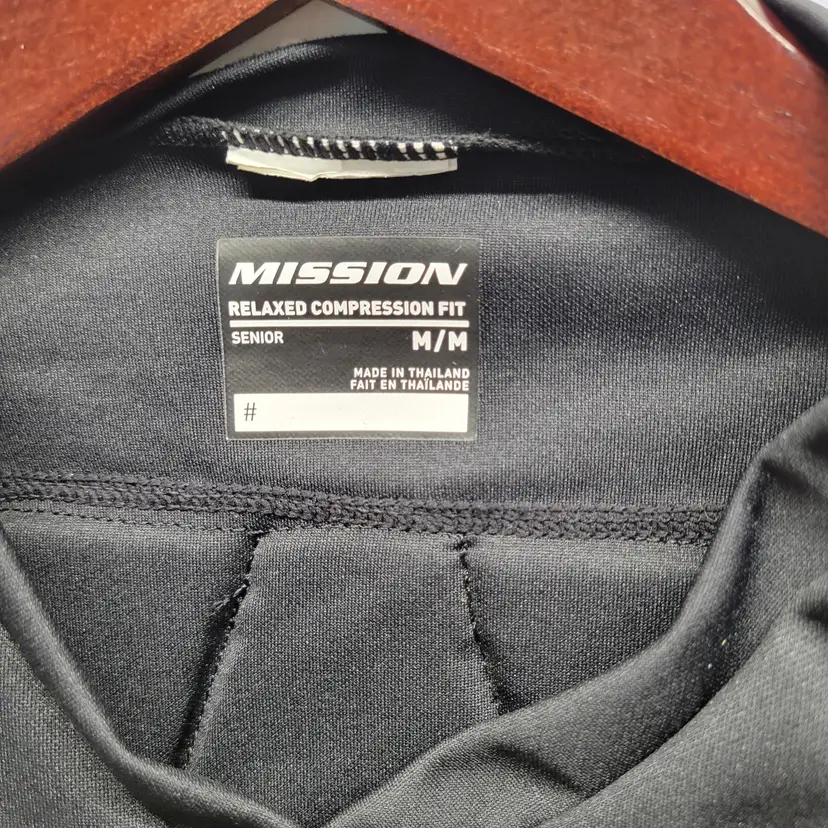 MISSION
RELAXED COMPRESSION FIT
SENIOR M/M
MADE IN THAILAND
FAIT EN THAÏLANDE
#